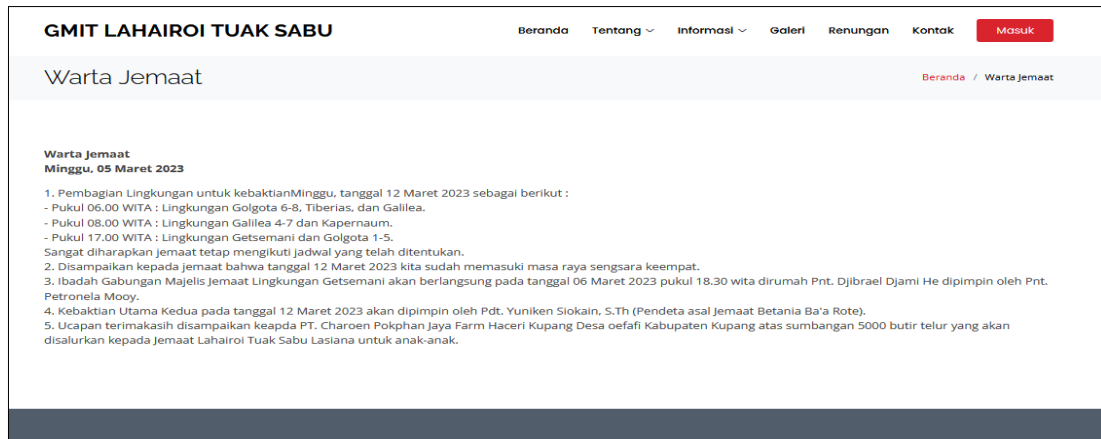 GMIT LAHAIROI TUAK SABU
Beranda Tentang Informasi Galeri Renungan Kontak Masuk
Warta Jemaat
Beranda / Warta Jemaat
Warta Jemaat
Minggu, 05 Maret 2023
1. Pembagian Lingkungan untuk kebaktianMinggu, tanggal 12 Maret 2023 sebagai berikut :
- Pukul 06.00 WITA : Lingkungan Golgota 6-8, Tiberias, dan Galilea.
- Pukul 08.00 WITA : Lingkungan Galilea 4-7 dan Kapernaum.
- Pukul 17.00 WITA : Lingkungan Getsemani dan Golgota 1-5.
Sangat diharapkan jemaat tetap mengikuti jadwal yang telah ditentukan.
2. Disampaikan kepada jemaat bahwa tanggal 12 Maret 2023 kita sudah memasuki masa raya sengsara keempat.
3. Ibadah Gabungan Majelis Jemaat Lingkungan Getsemani akan berlangsung pada tanggal 06 Maret 2023 pukul 18.30 wita dirumah Pnt. Djibrael Djami He dipimpin oleh Pnt.
Petronela Mooy.
4. Kebaktian Utama Kedua pada tanggal 12 Maret 2023 akan dipimpin oleh Pdt. Yuniken Siokain, S.Th (Pendeta asal Jemaat Betania Ba'a Rote).
5. Ucapan terimakasih disampaikan keapda PT. Charoen Pokphan Jaya Farm Haceri Kupang Desa oefafi Kabupaten Kupang atas sumbangan 5000 butir telur yang akan
disalurkan kepada Jemaat Lahairoi Tuak Sabu Lasiana untuk anak-anak.